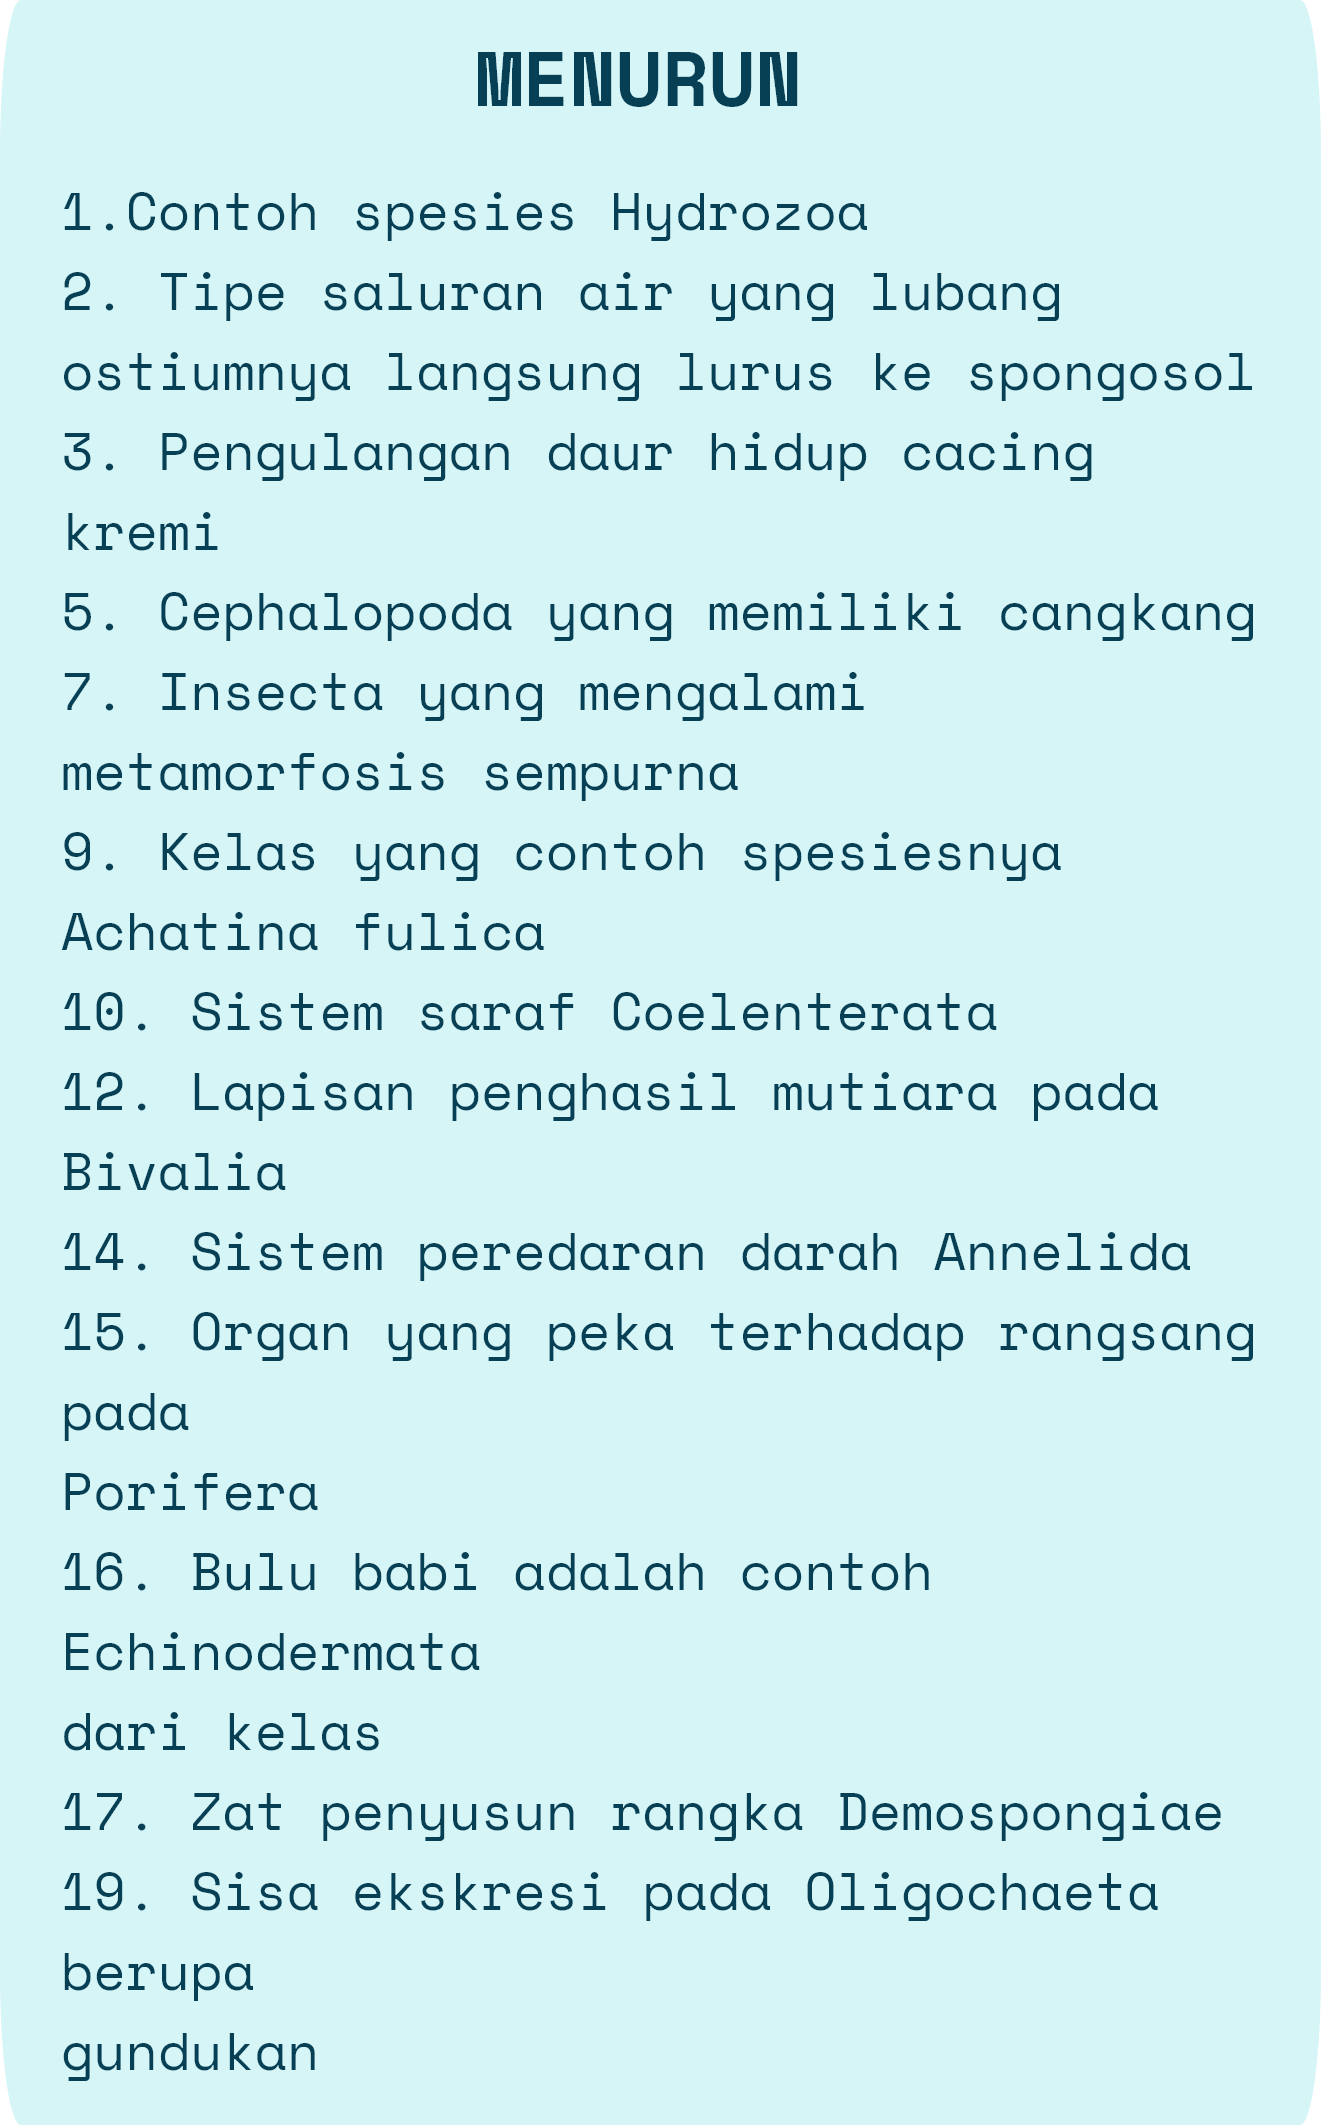 MENURUN
1.Contoh spesies Hydrozoa
2. Tipe saluran air yang lubang
ostiumnya langsung lurus ke spongosol
3. Pengulangan daur hidup cacing
kremi
5. Cephalopoda yang memiliki cangkang
7. Insecta yang mengalami
metamorfosis sempurna
9. Kelas yang contoh spesiesnya
Achatina fulica
10. Sistem saraf Coelenterata
12. Lapisan penghasil mutiara pada
Bivalia
14. Sistem peredaran darah Annelida
15. Organ yang peka terhadap rangsang
pada
Porifera
16. Bulu babi adalah contoh
Echinodermata
dari kelas
17. Zat penyusun rangka Demospongiae
19. Sisa ekskresi pada Oligochaeta
berupa
gundukan